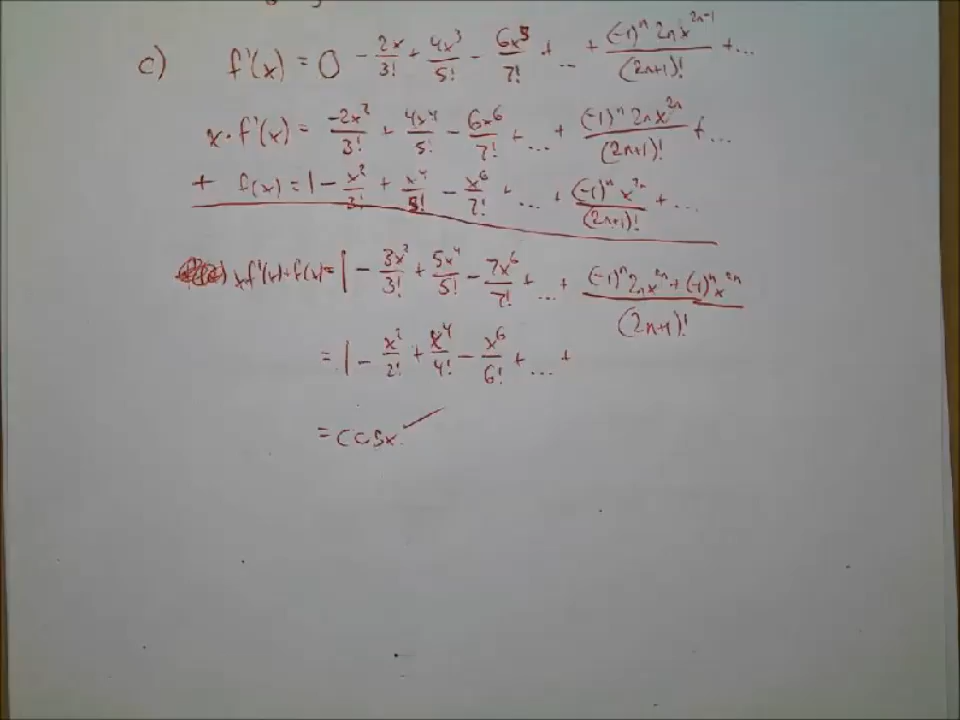 c) f'(x) = 0 - 2x/3! + 4x³/5! - 6x⁵/7! + ... + (-1)ⁿ 2n x²ⁿ⁻¹/(2n+1)! + ...
x · f'(x) = -2x²/3! + 4x⁴/5! - 6x⁶/7! + ... + (-1)ⁿ 2n x²ⁿ/(2n+1)! + ...
+ f(x) = 1 - x²/3! + x⁴/5! - x⁶/7! + ... + (-1)ⁿ x²ⁿ/(2n+1)! + ...
x f'(x) + f(x) = 1 - 3x²/3! + 5x⁴/5! - 7x⁶/7! + ... + (-1)ⁿ 2n x²ⁿ + (-1)ⁿ x²ⁿ/(2n+1)!
= 1 - x²/2! + x⁴/4! - x⁶/6! + ... +
= cosx ✓